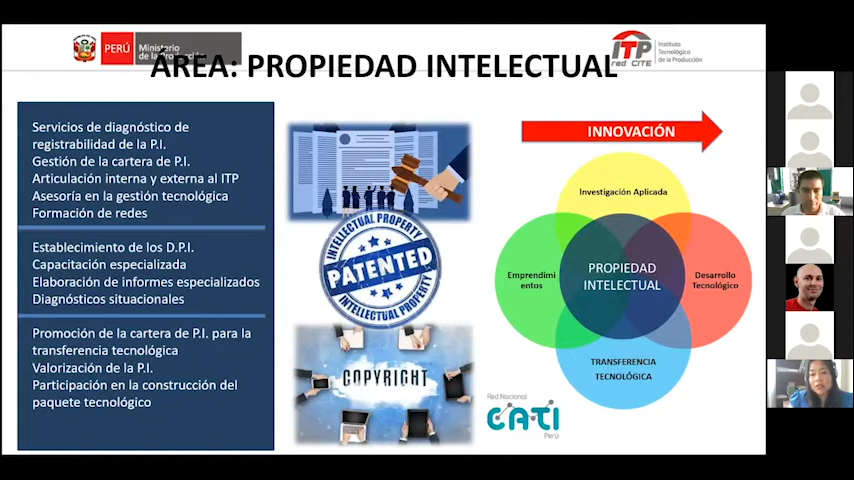 PERÚ
Ministerio
de la Producción
ITP
red CITE
Instituto
Tecnológico
de la Producción
ÁREA: PROPIEDAD INTELECTUAL
Servicios de diagnóstico de
registrabilidad de la P.I.
Gestión de la cartera de P.I.
Articulación interna y externa al ITP
Asesoría en la gestión tecnológica
Formación de redes
Establecimiento de los D.P.I.
Capacitación especializada
Elaboración de informes especializados
Diagnósticos situacionales
Promoción de la cartera de P.I. para la
transferencia tecnológica
Valorización de la P.I.
Participación en la construcción del
paquete tecnológico
INTELLECTUAL PROPERTY
PATENTED
INTELLECTUAL PROPERTY
COPYRIGHT
INNOVACIÓN
Investigación Aplicada
Emprendimi
entos
PROPIEDAD
INTELECTUAL
Desarrollo
Tecnológico
TRANSFERENCIA
TECNOLÓGICA
Red Nacional
CATI
Perú